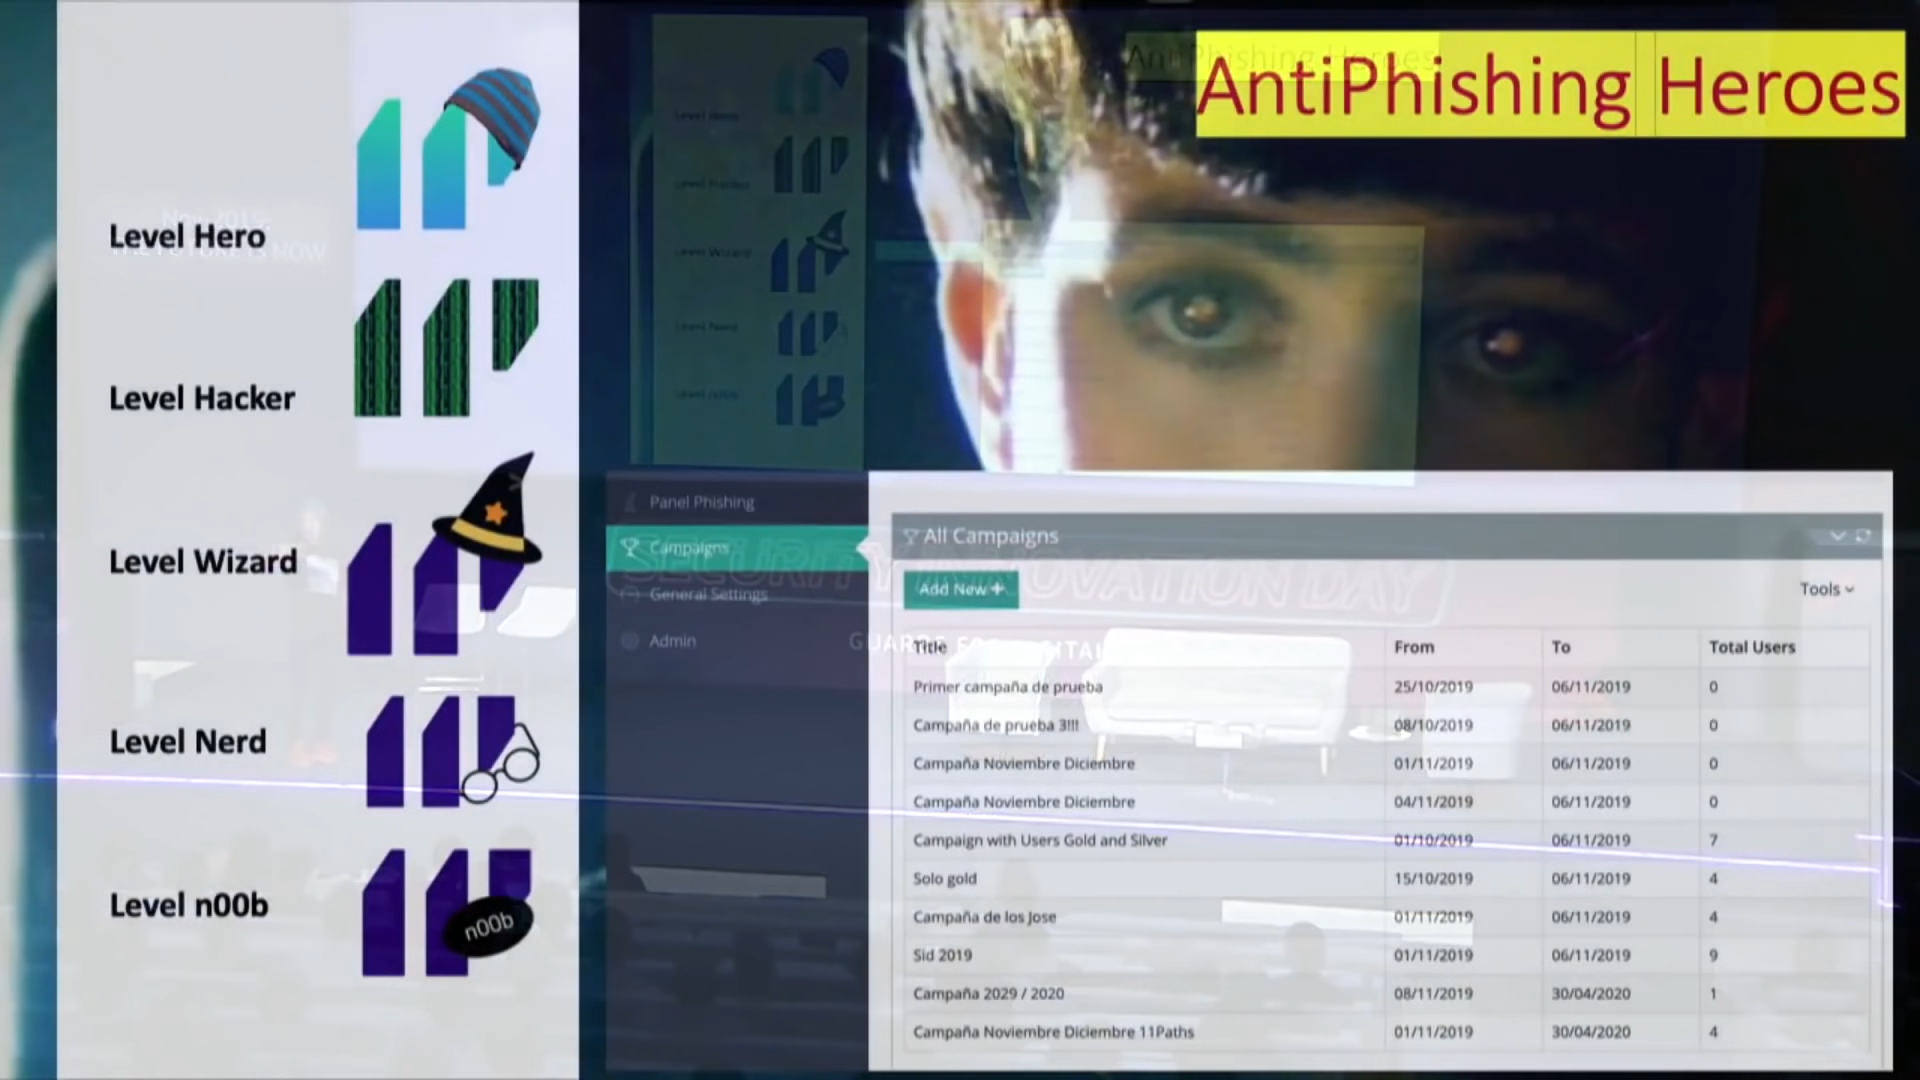 AntiPhishing Heroes
AntiPhishing Heroes
Level Hero
Level Hacker
Level Wizard
Level Nerd
Level n00b
n00b
Level Wizard
Panel Phishing
Campaigns
General Settings
Admin
SECURITY INNOVATION DAY
All Campaigns
Add New +
Tools
Title From To Total Users
Primer campaña de prueba 25/10/2019 06/11/2019 0
Campaña de prueba 3!!! 08/10/2019 06/11/2019 0
Campaña Noviembre Diciembre 01/11/2019 06/11/2019 0
Campaña Noviembre Diciembre 04/11/2019 06/11/2019 0
Campaign with Users Gold and Silver 01/10/2019 06/11/2019 7
Solo gold 15/10/2019 06/11/2019 4
Campaña de los Jose 01/11/2019 06/11/2019 4
Sid 2019 01/11/2019 06/11/2019 9
Campaña 2029 / 2020 08/11/2019 30/04/2020 1
Campaña Noviembre Diciembre 11Paths 01/11/2019 30/04/2020 4